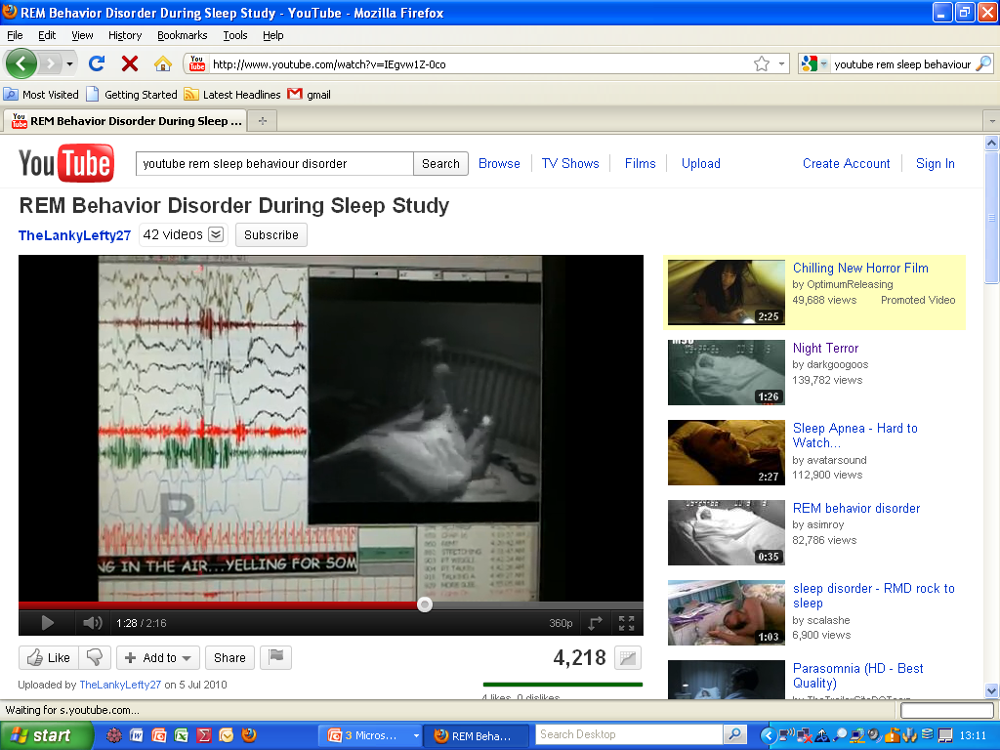 REM Behavior Disorder During Sleep Study - YouTube - Mozilla Firefox
File Edit View History Bookmarks Tools Help
You Tube http://www.youtube.com/watch?v=IEgvw1Z-0co youtube rem sleep behaviour
Most Visited Getting Started Latest Headlines gmail
You Tube REM Behavior Disorder During Sleep ...
YouTube youtube rem sleep behaviour disorder Search Browse TV Shows Films Upload Create Account Sign In
REM Behavior Disorder During Sleep Study
TheLankyLefty27 42 videos Subscribe
R
NG IN THE AIR...YELLING FOR SOM
1:28 / 2:16 360p
Like Add to Share 4,218
Uploaded by TheLankyLefty27 on 5 Jul 2010
4 likes, 0 dislikes
2:25
Chilling New Horror Film
by OptimumReleasing
49,688 views Promoted Video
1:26
Night Terror
by darkgoogoos
139,782 views
2:27
Sleep Apnea - Hard to
Watch...
by avatarsound
112,900 views
0:35
REM behavior disorder
by asimroy
82,786 views
1:03
sleep disorder - RMD rock to
sleep
by scalashe
6,900 views
Parasomnia (HD - Best
Quality)
Waiting for s.youtube.com...
start 3 Micros... REM Beha... Search Desktop 13:11